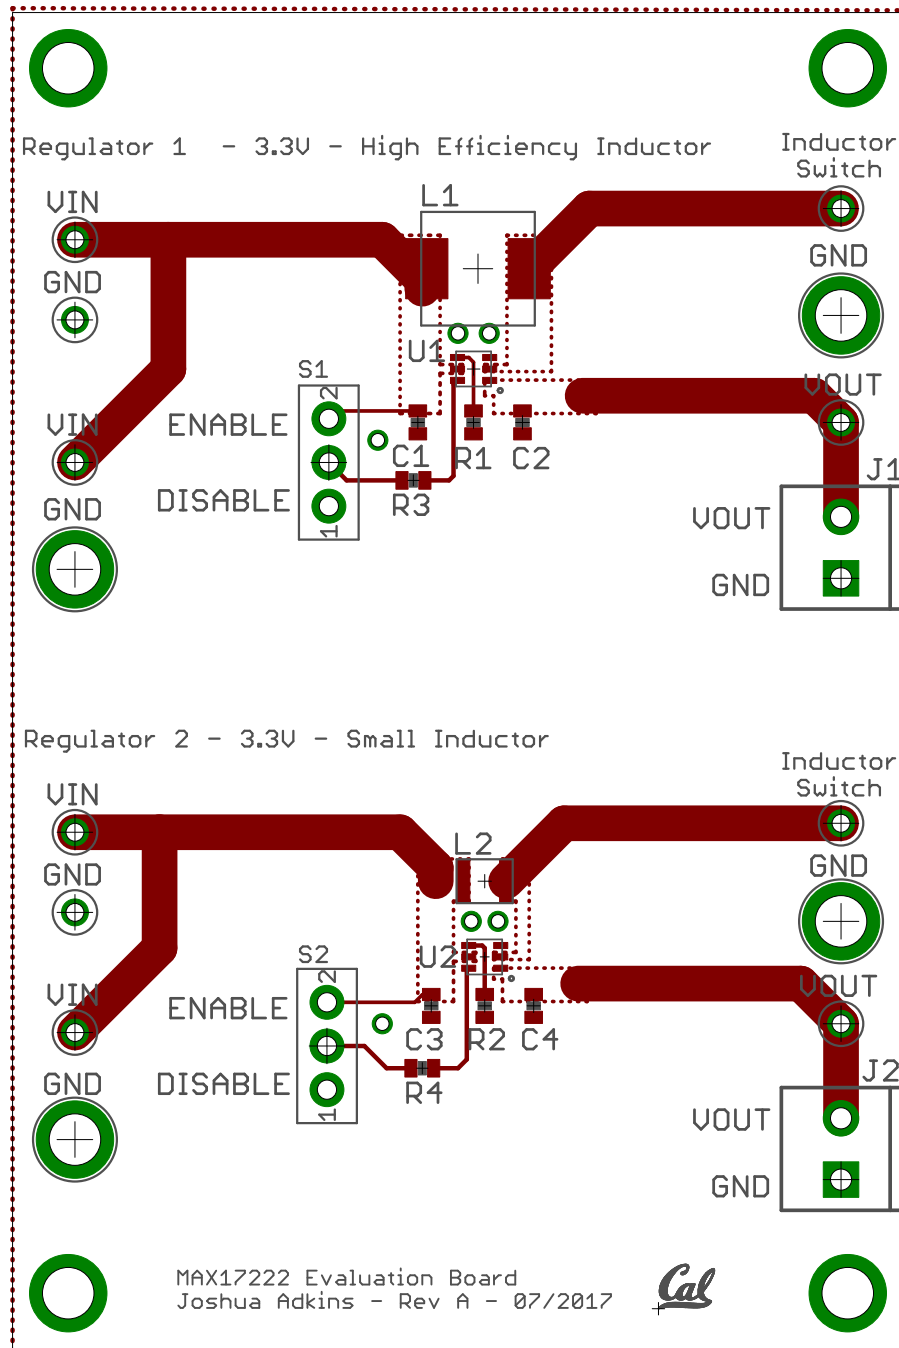 Regulator 1 - 3.3V - High Efficiency Inductor
Inductor
Switch
VIN
L1
GND
GND
U1
S1
2
VOUT
ENABLE
VIN
C1
R1
C2
J1
DISABLE
R3
GND
1
VOUT
GND
Regulator 2 - 3.3V - Small Inductor
Inductor
Switch
VIN
L2
GND
GND
S2
U2
2
VOUT
VIN
ENABLE
C3
R2
C4
J2
GND
DISABLE
R4
1
VOUT
GND
MAX17222 Evaluation Board
Joshua Adkins - Rev A - 07/2017
Cal